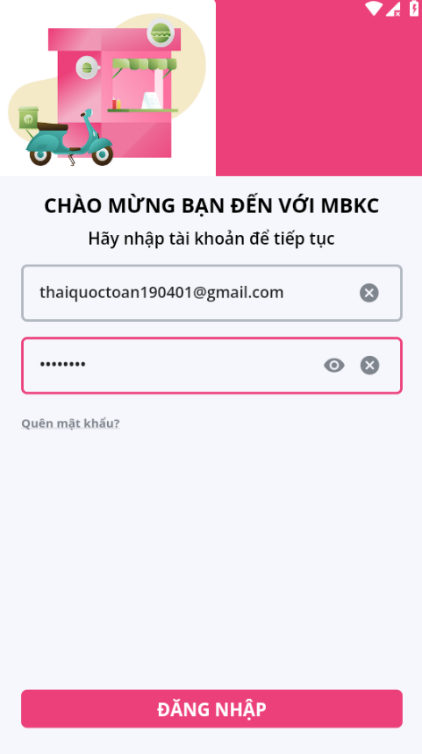 CHÀO MỪNG BẠN ĐẾN VỚI MBKC
Hãy nhập tài khoản để tiếp tục
thaiquoctoan190401@gmail.com
••••••••
Quên mật khẩu?
ĐĂNG NHẬP